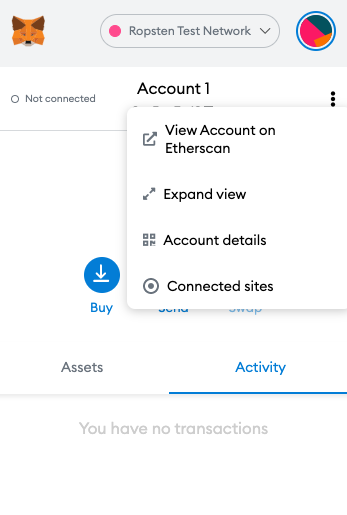 Ropsten Test Network
Not connected
Account 1
View Account on
Etherscan
Expand view
Account details
Connected sites
Buy
Send
Swap
Assets
Activity
You have no transactions